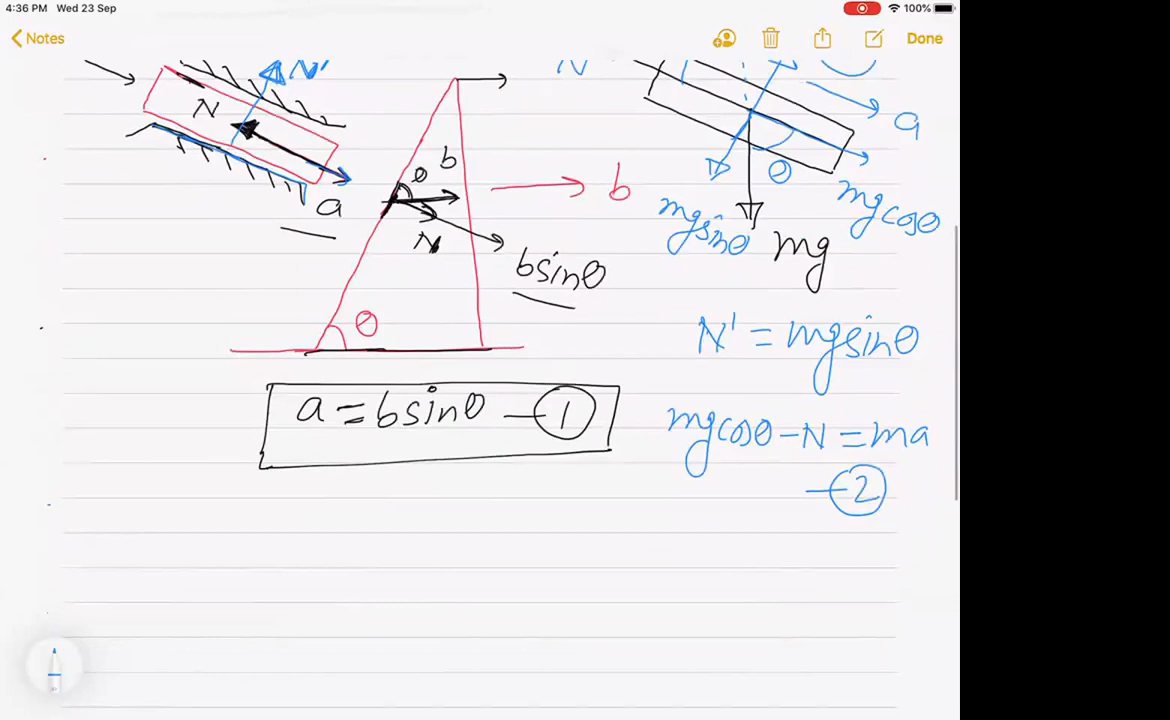 4:36 PM Wed 23 Sep
100%
Notes
Done
N'
N
N
a
θ
b
N
b
bsinθ
θ
a
θ
mgcosθ
mgsinθ
mg
a = bsinθ — 1
N' = mgsinθ
mgcosθ - N = ma
— 2